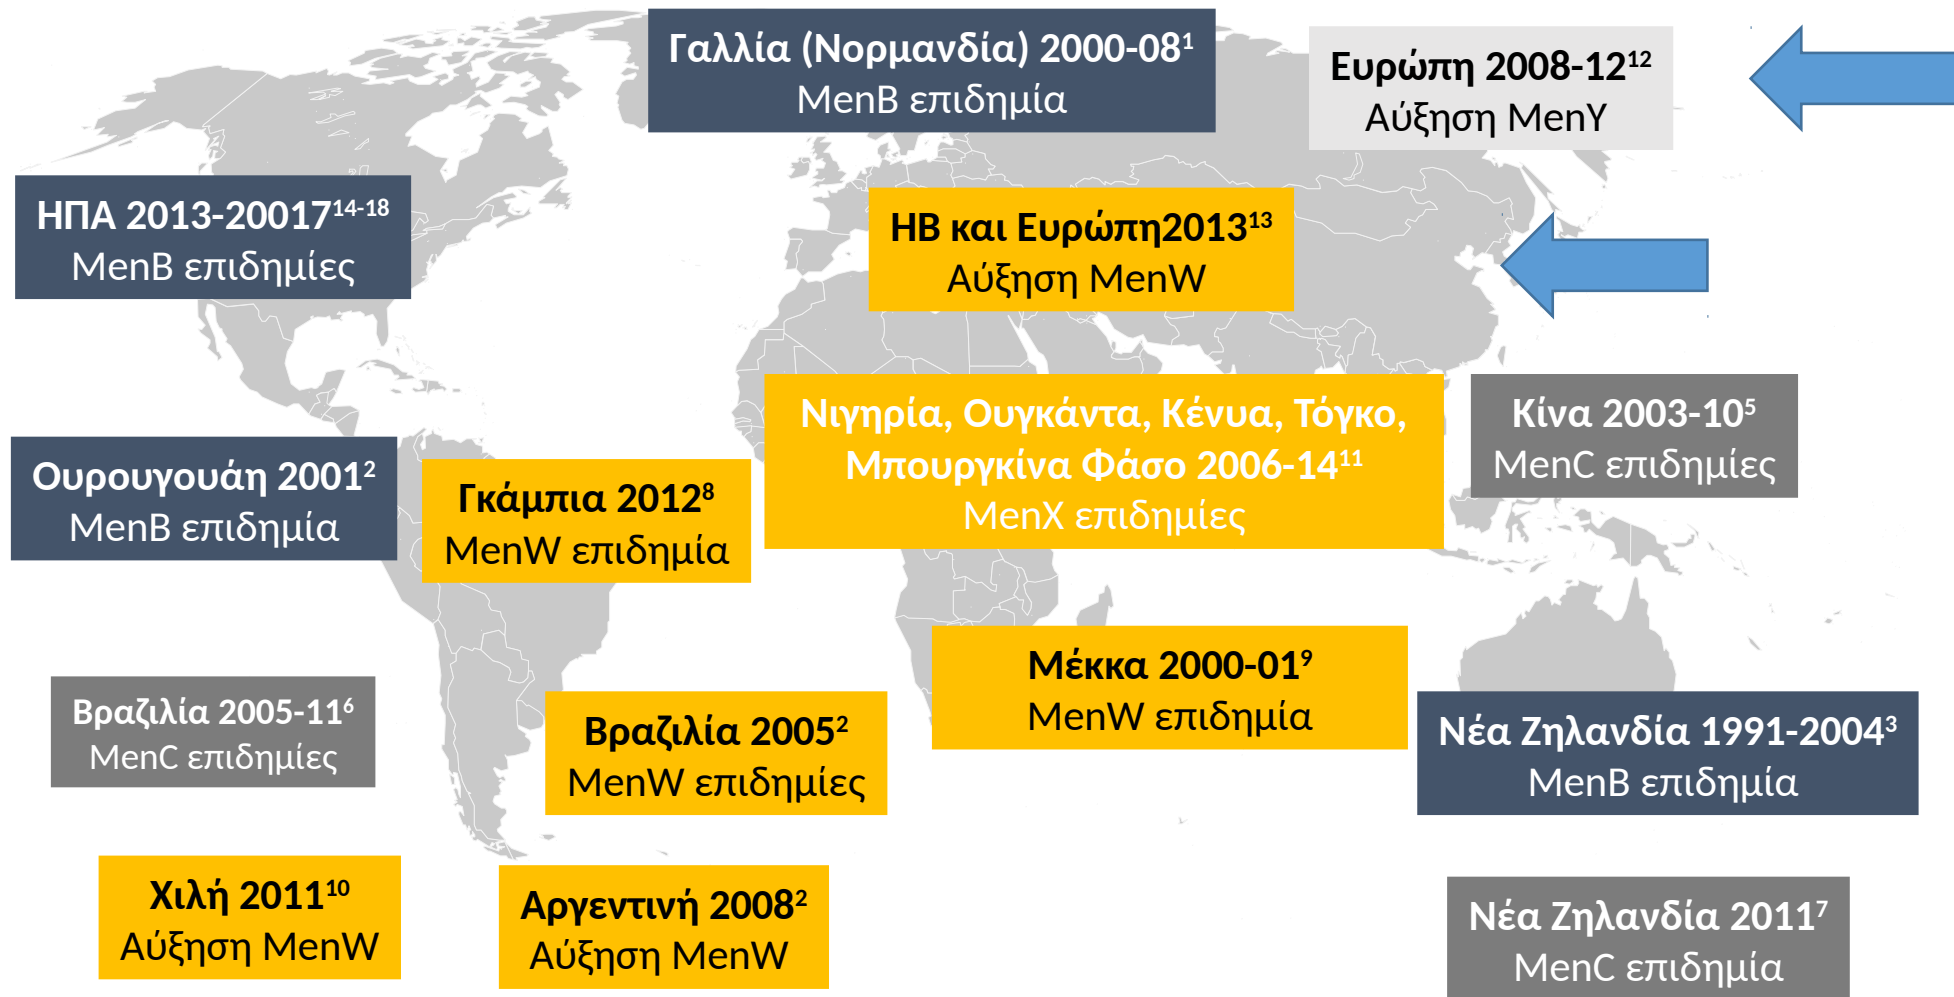 Γαλλία (Νορμανδία) 2000-08¹
MenB επιδημία
Ευρώπη 2008-12¹²
Αύξηση MenY
ΗΠΑ 2013-20017¹⁴⁻¹⁸
MenB επιδημίες
ΗΒ και Ευρώπη2013¹³
Αύξηση MenW
Νιγηρία, Ουγκάντα, Κένυα, Τόγκο,
Μπουργκίνα Φάσο 2006-14¹¹
MenX επιδημίες
Κίνα 2003-10⁵
MenC επιδημίες
Ουρουγουάη 2001²
MenB επιδημία
Γκάμπια 2012⁸
MenW επιδημία
Μέκκα 2000-01⁹
MenW επιδημία
Βραζιλία 2005-11⁶
MenC επιδημίες
Βραζιλία 2005²
MenW επιδημίες
Νέα Ζηλανδία 1991-2004³
MenB επιδημία
Χιλή 2011¹⁰
Αύξηση MenW
Αργεντινή 2008²
Αύξηση MenW
Νέα Ζηλανδία 2011⁷
MenC επιδημία